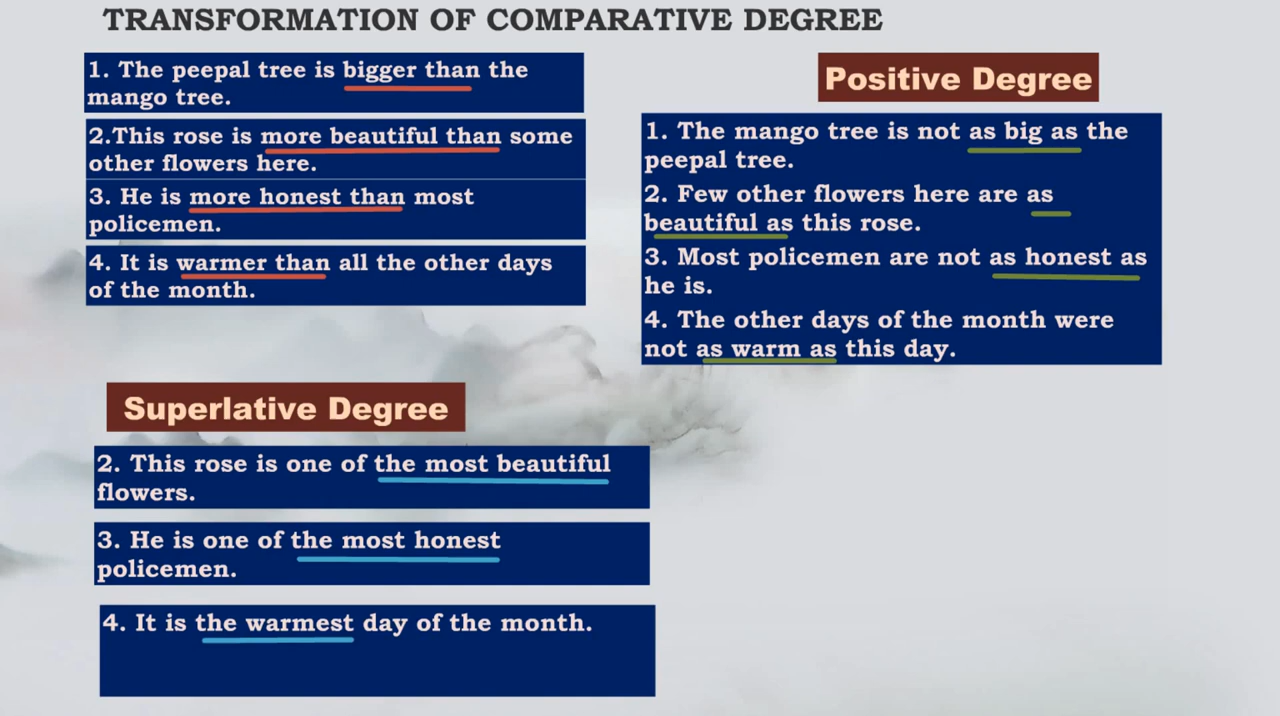 TRANSFORMATION OF COMPARATIVE DEGREE
1. The peepal tree is bigger than the
mango tree.
2.This rose is more beautiful than some
other flowers here.
3. He is more honest than most
policemen.
4. It is warmer than all the other days
of the month.
Positive Degree
1. The mango tree is not as big as the
peepal tree.
2. Few other flowers here are as
beautiful as this rose.
3. Most policemen are not as honest as
he is.
4. The other days of the month were
not as warm as this day.
Superlative Degree
2. This rose is one of the most beautiful
flowers.
3. He is one of the most honest
policemen.
4. It is the warmest day of the month.